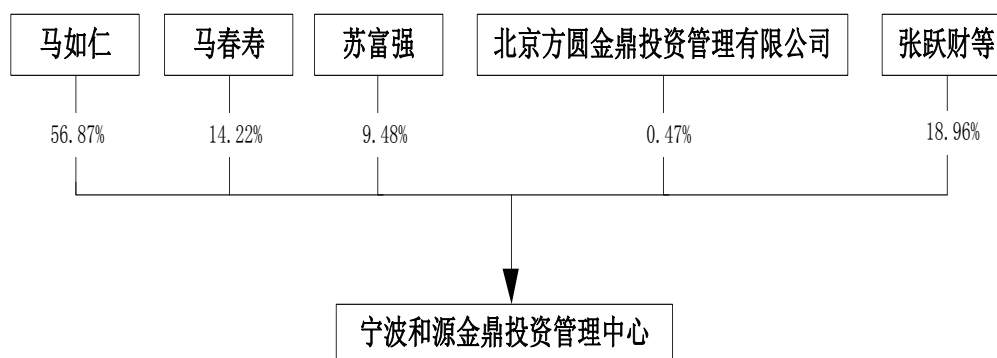 马如仁 马春寿 苏富强 北京方圆金鼎投资管理有限公司 张跃财等
56.87% 14.22% 9.48% 0.47% 18.96%
宁波和源金鼎投资管理中心